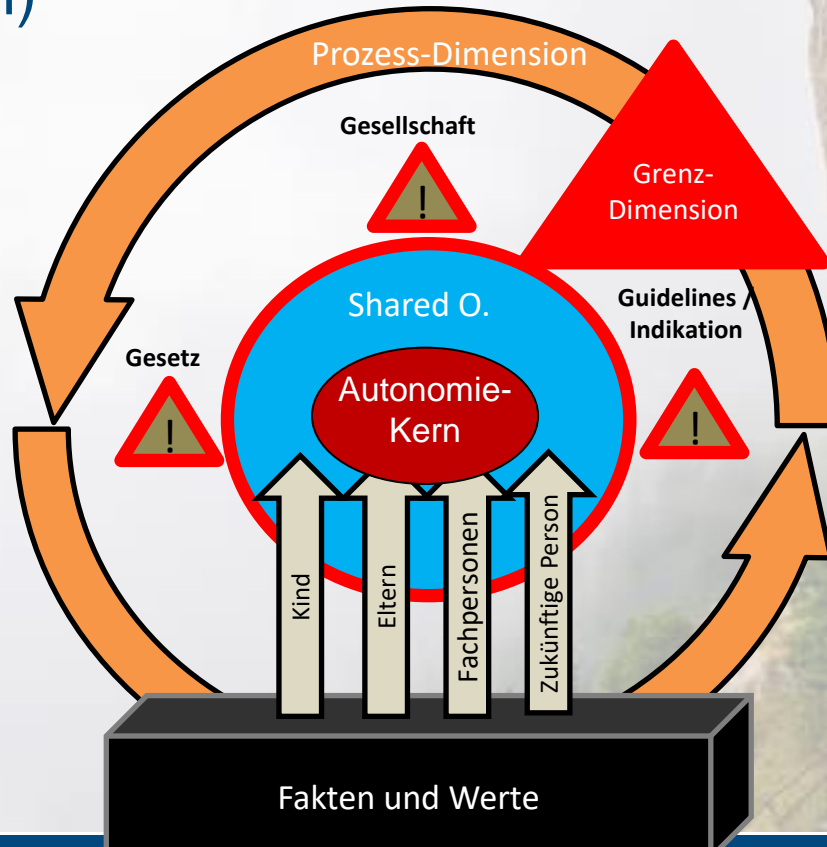 Prozess-Dimension
Gesellschaft
!
Grenz-
Dimension
Shared O.
Guidelines /
Indikation
Gesetz
!
!
Autonomie-
Kern
Kind
Eltern
Fachpersonen
Zukünftige Person
Fakten und Werte